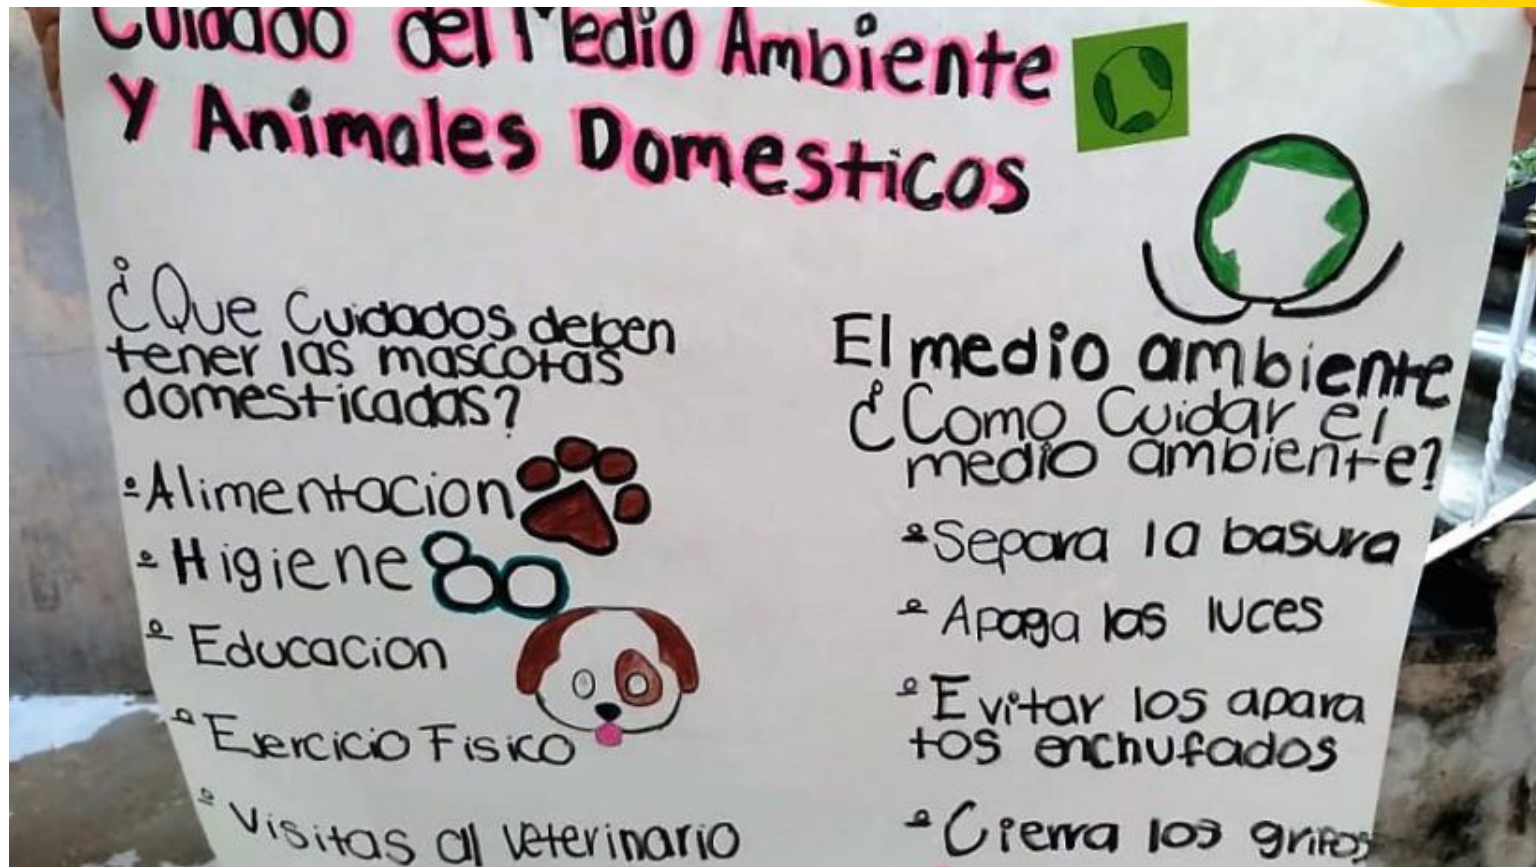 Cuidado del Medio Ambiente
Y Animales Domesticos
¿Que Cuidados deben
tener las mascotas
domesticadas?
Alimentacion
Higiene
Educacion
Ejercicio Fisico
Visitas al veterinario
El medio ambiente
¿Como Cuidar el
medio ambiente?
Separa la basura
Apaga las luces
Evitar los apara
tos enchufados
Cierra los grifos